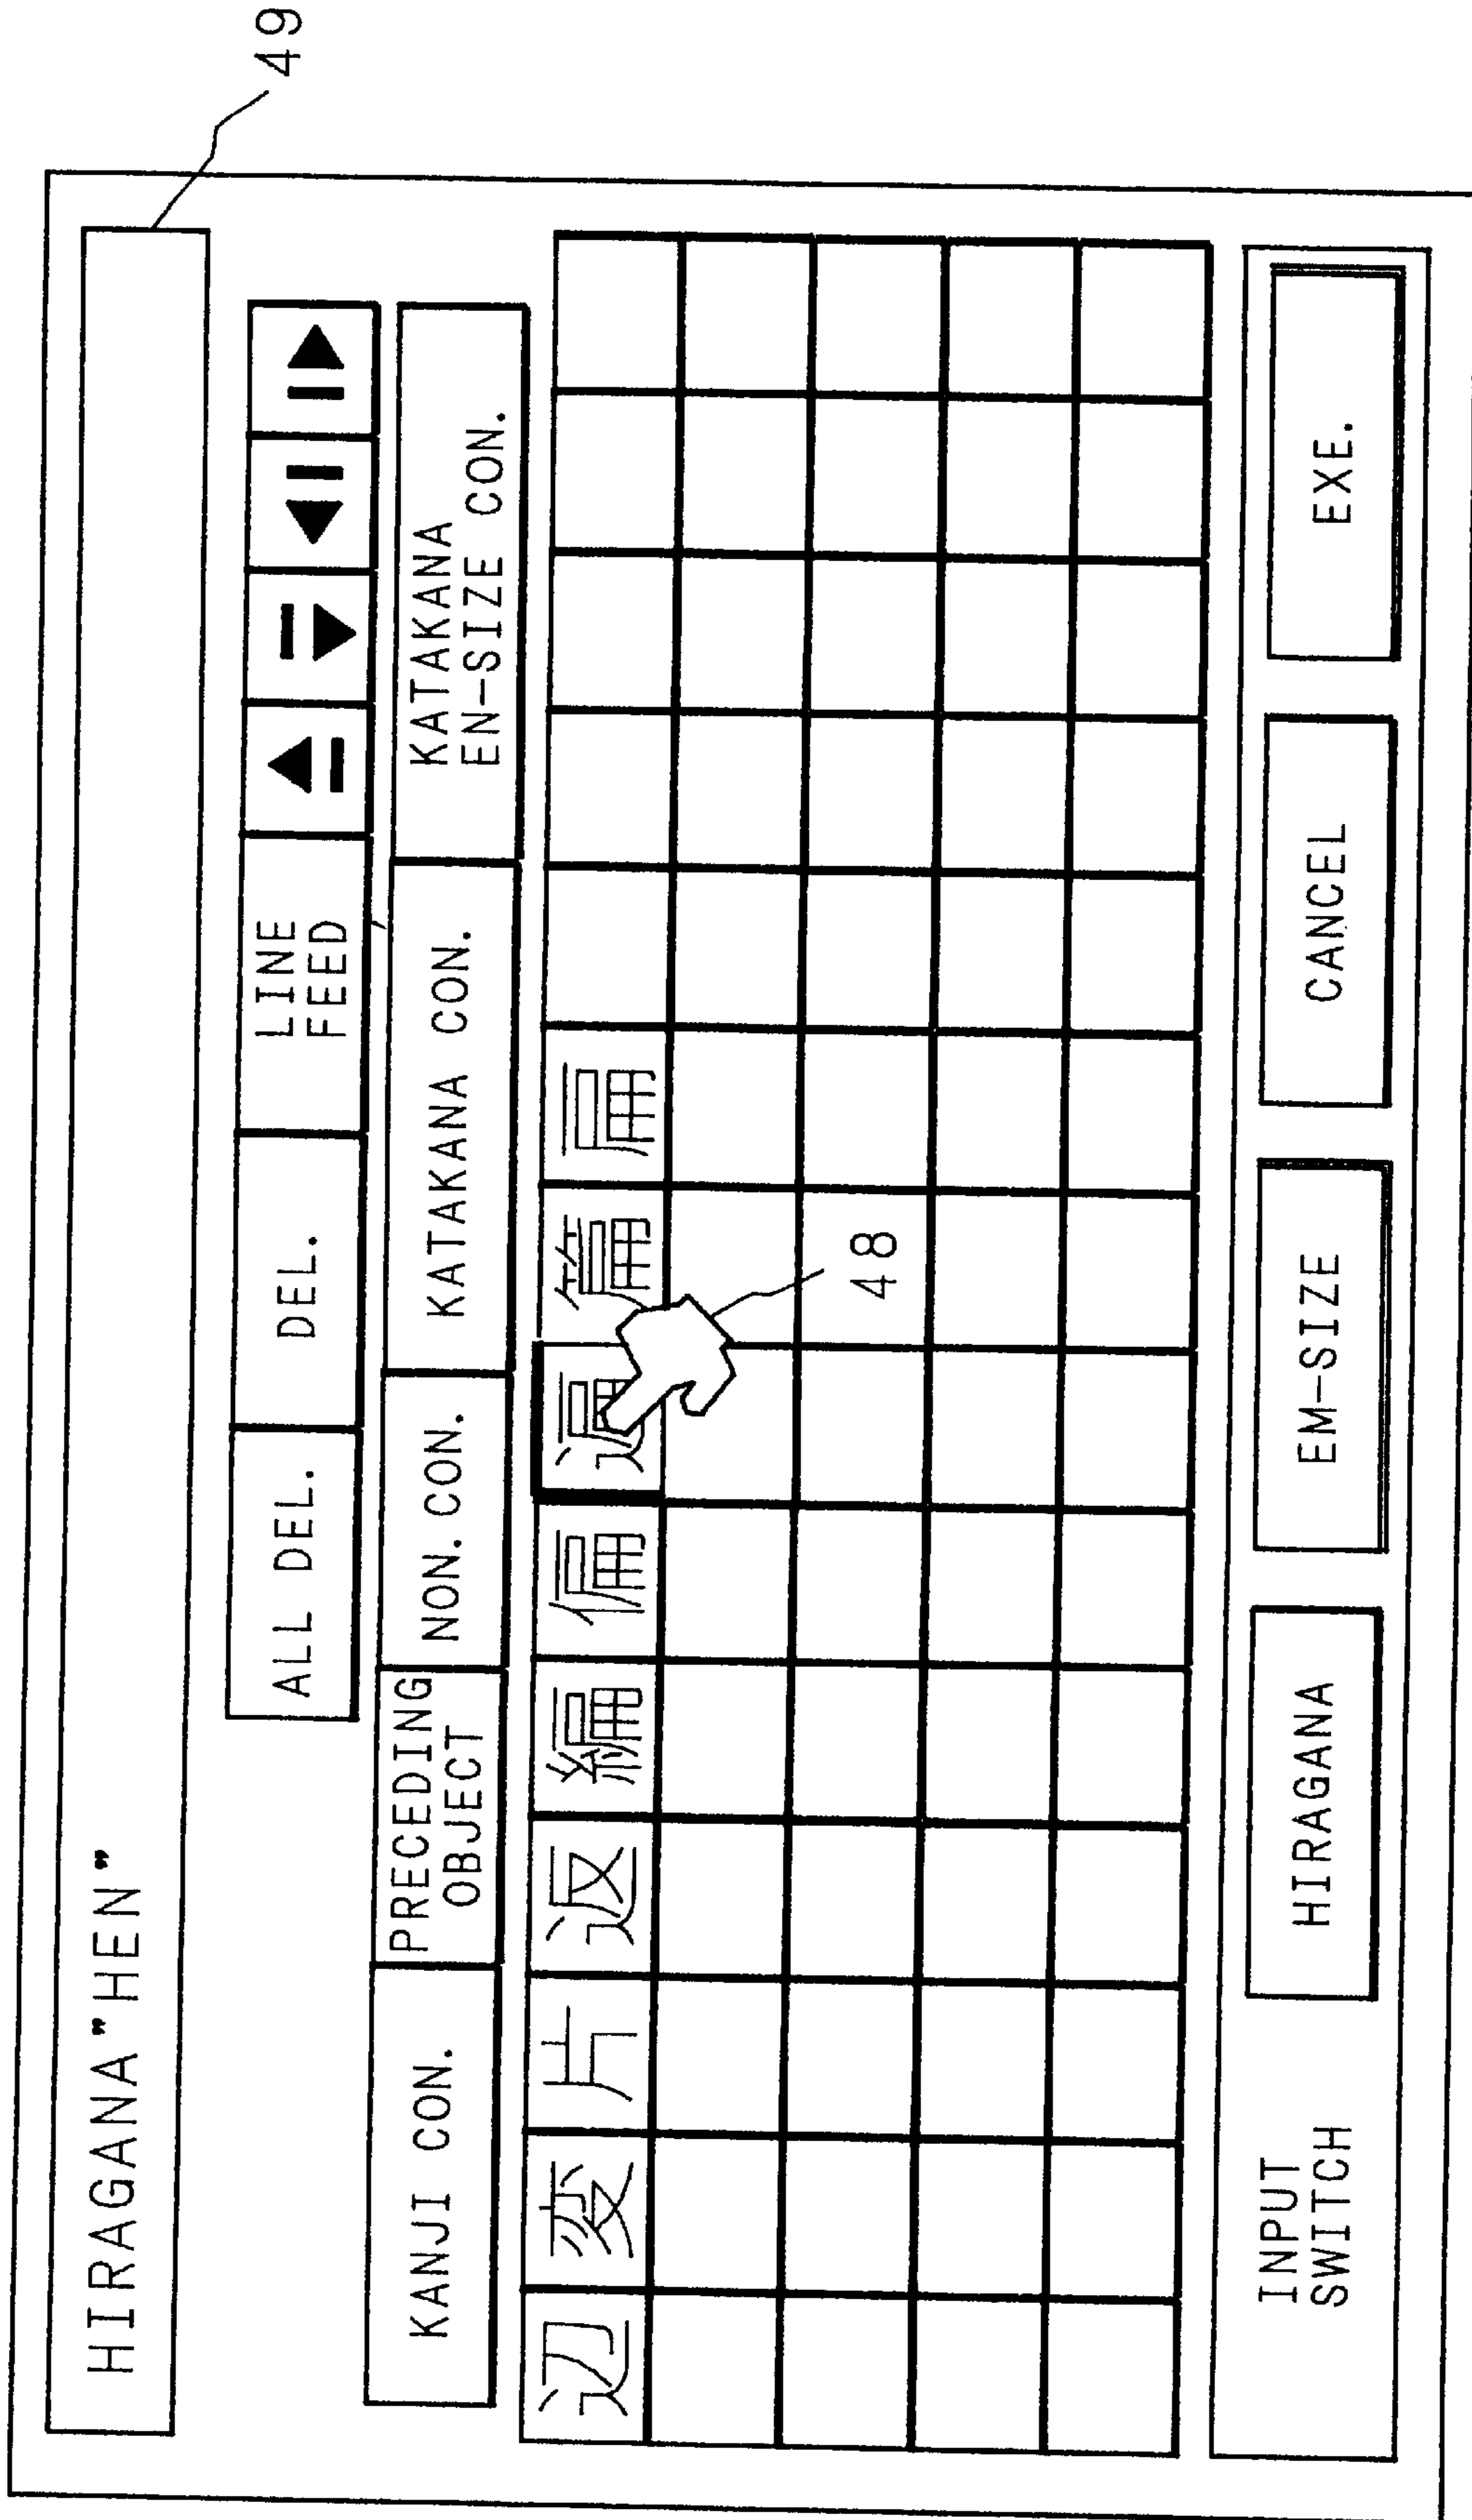 49
HIRAGANA"HEN"
ALL DEL.
DEL.
LINE
FEED
KANJI CON.
PRECEDING
OBJECT
NON.CON.
KATAKANA CON.
KATAKANA
EN-SIZE CON.
辺 変 片 返 編 偏 遍 篇 扁
48
INPUT
SWITCH
HIRAGANA
EM-SIZE
CANCEL
EXE.